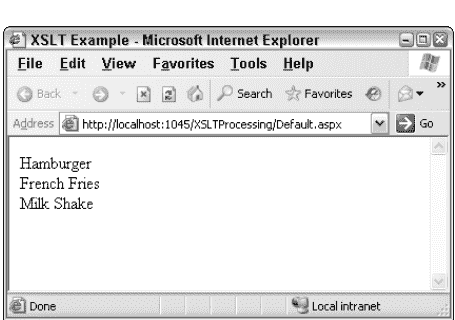 XSLT Example - Microsoft Internet Explorer
File Edit View Favorites Tools Help
Back Search Favorites »
Address http://localhost:1045/XSLTProcessing/Default.aspx Go
Hamburger
French Fries
Milk Shake
Done Local intranet